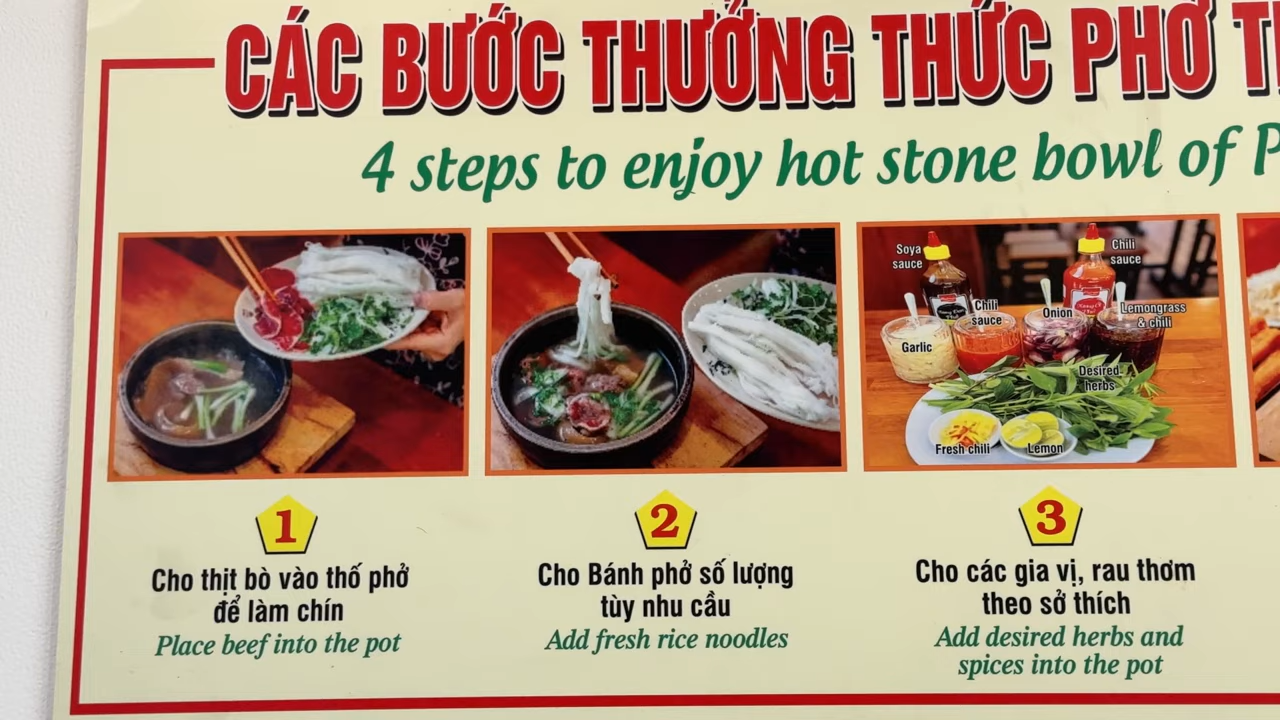 CÁC BƯỚC THƯỞNG THỨC PHỞ
4 steps to enjoy hot stone bowl of
Soya
sauce
Chili
sauce
Chili
sauce
Onion
Lemongrass
& chili
Garlic
Desired
herbs
Fresh chili
Lemon
1
2
3
Cho thịt bò vào thố phở
để làm chín
Place beef into the pot
Cho Bánh phở số lượng
tùy nhu cầu
Add fresh rice noodles
Cho các gia vị, rau thơm
theo sở thích
Add desired herbs and
spices into the pot